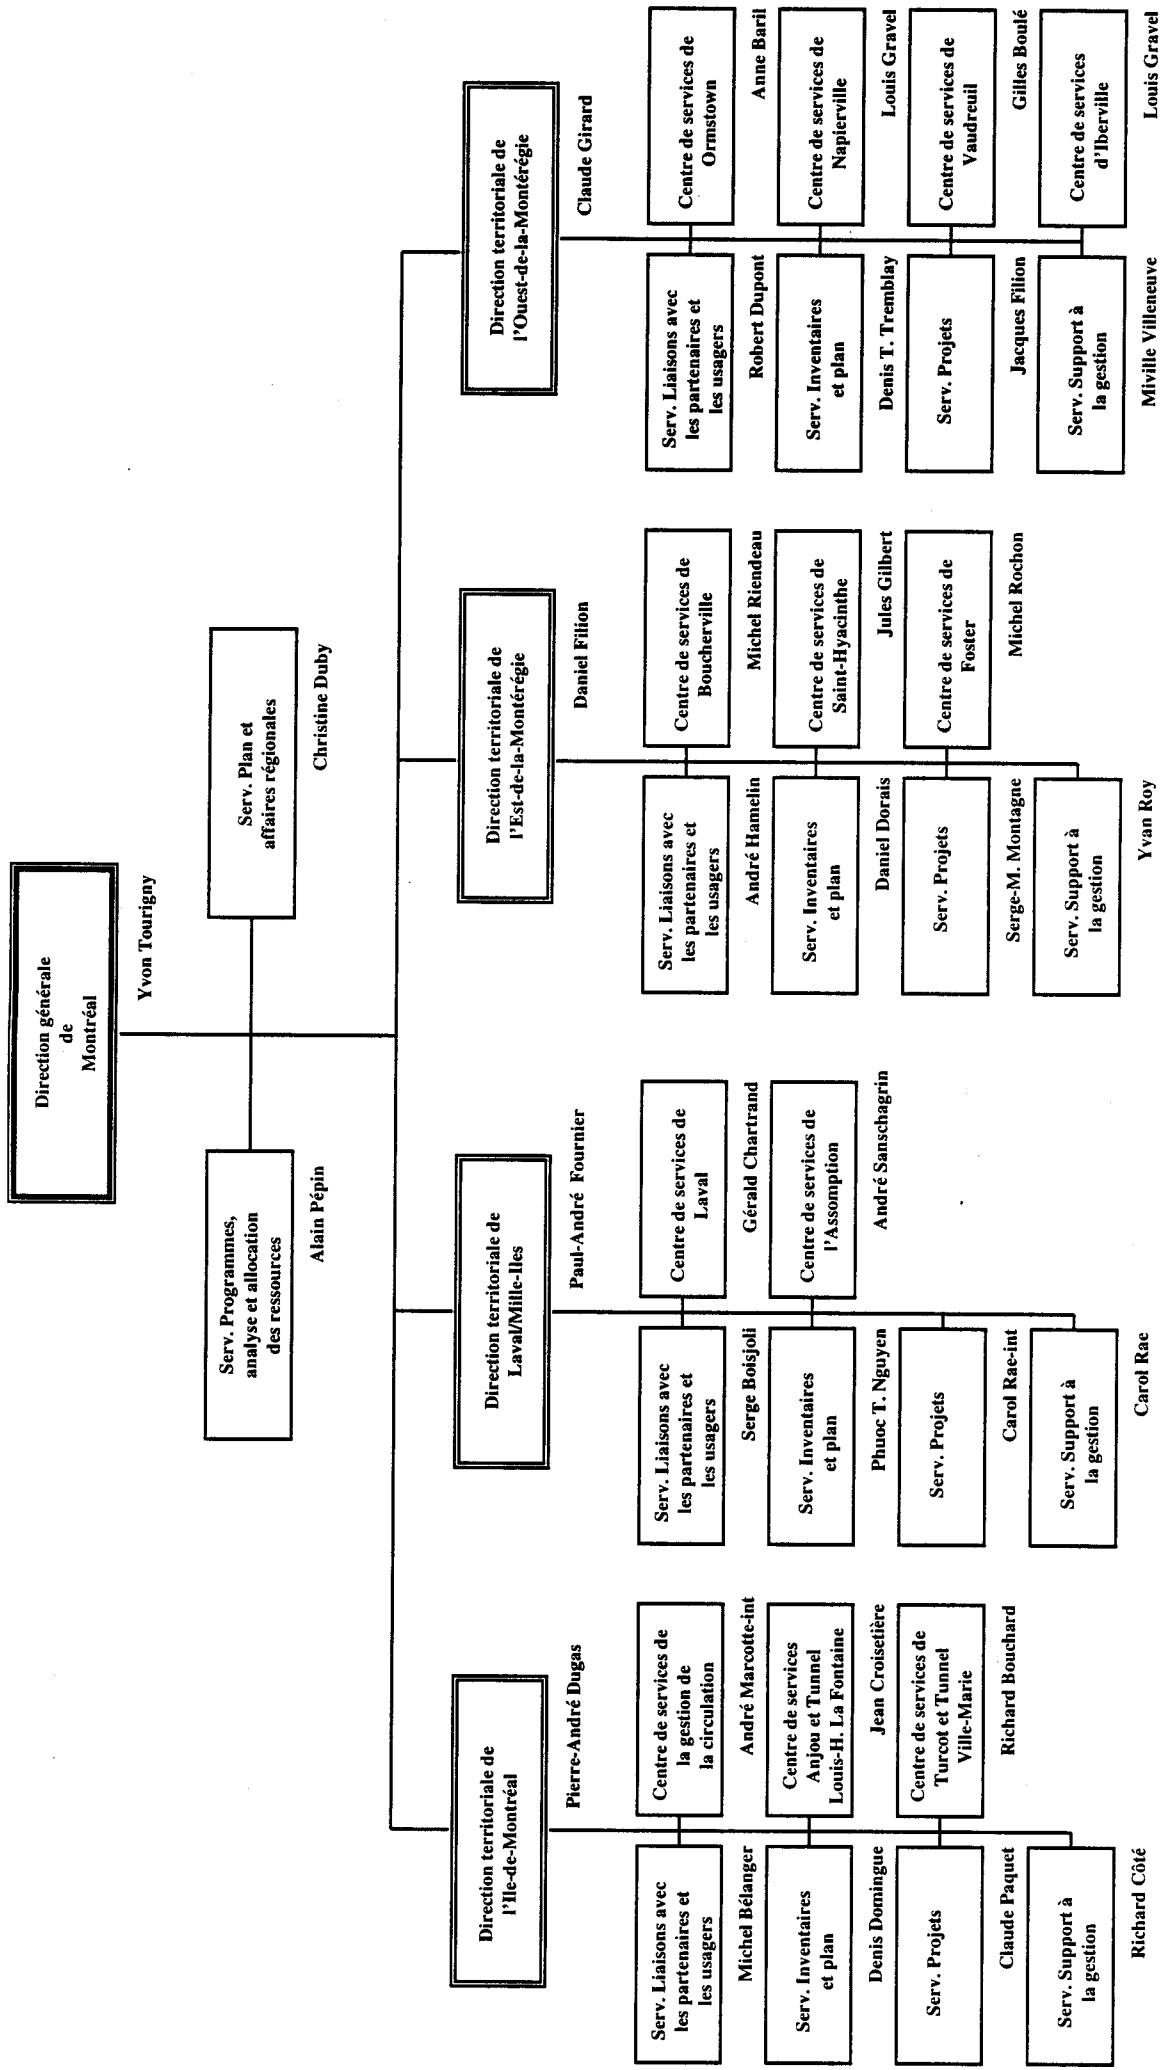 Direction générale
de
Montréal
Yvon Tourigny
Serv. Programmes,
analyse et allocation
des ressources
Alain Pépin
Serv. Plan et
affaires régionales
Christine Duby
Direction territoriale de
l'Ile-de-Montréal
Pierre-André Dugas
Serv. Liaisons avec
les partenaires et
les usagers
Michel Bélanger
Centre de services de
la gestion de
la circulation
André Marcotte-int
Serv. Inventaires
et plan
Denis Domingue
Centre de services
Anjou et Tunnel
Louis-H. La Fontaine
Jean Croisetière
Serv. Projets
Claude Paquet
Centre de services de
Turcot et Tunnel
Ville-Marie
Richard Bouchard
Serv. Support à
la gestion
Richard Côté
Direction territoriale de
Laval/Mille-Iles
Paul-André Fournier
Serv. Liaisons avec
les partenaires et
les usagers
Serge Boisjoli
Centre de services de
Laval
Gérald Chartrand
Serv. Inventaires
et plan
Phuoc T. Nguyen
Centre de services de
l'Assomption
André Sanschagrin
Serv. Projets
Carol Rae-int
Serv. Support à
la gestion
Carol Rae
Direction territoriale de
l'Est-de-la-Montérégie
Daniel Filion
Serv. Liaisons avec
les partenaires et
les usagers
André Hamelin
Centre de services de
Boucherville
Michel Riendeau
Serv. Inventaires
et plan
Daniel Dorais
Centre de services de
Saint-Hyacinthe
Jules Gilbert
Serv. Projets
Serge-M. Montagne
Centre de services de
Foster
Michel Rochon
Serv. Support à
la gestion
Yvan Roy
Direction territoriale de
l'Ouest-de-la-Montérégie
Claude Girard
Serv. Liaisons avec
les partenaires et
les usagers
Robert Dupont
Centre de services de
Ormstown
Anne Baril
Serv. Inventaires
et plan
Denis T. Tremblay
Centre de services de
Napierville
Louis Gravel
Serv. Projets
Jacques Filion
Centre de services de
Vaudreuil
Gilles Boulé
Serv. Support à
la gestion
Miville Villeneuve
Centre de services
d'Iberville
Louis Gravel